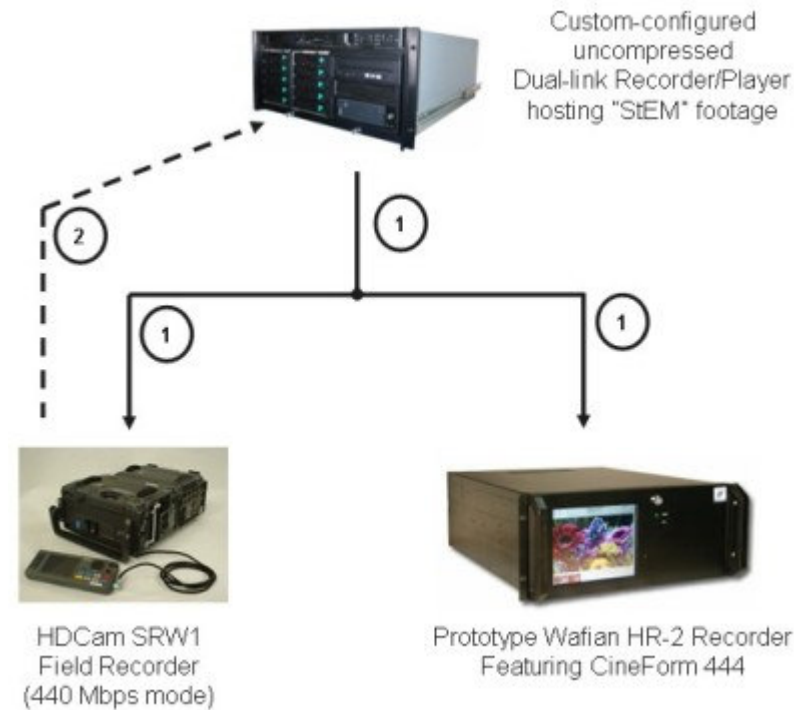 Custom-configured
uncompressed
Dual-link Recorder/Player
hosting "StEM" footage
2
1
1
1
HDCam SRW1
Field Recorder
(440 Mbps mode)
Prototype Wafian HR-2 Recorder
Featuring CineForm 444